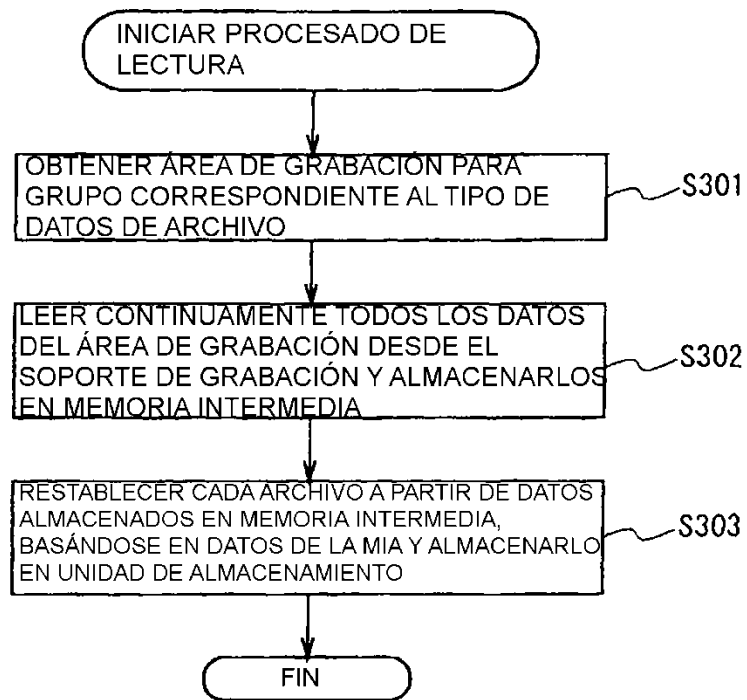 INICIAR PROCESADO DE
LECTURA
OBTENER ÁREA DE GRABACIÓN PARA
GRUPO CORRESPONDIENTE AL TIPO DE
DATOS DE ARCHIVO
S301
LEER CONTINUAMENTE TODOS LOS DATOS
DEL ÁREA DE GRABACIÓN DESDE EL
SOPORTE DE GRABACIÓN Y ALMACENARLOS
EN MEMORIA INTERMEDIA
S302
RESTABLECER CADA ARCHIVO A PARTIR DE DATOS
ALMACENADOS EN MEMORIA INTERMEDIA,
BASÁNDOSE EN DATOS DE LA MIA Y ALMACENARLO
EN UNIDAD DE ALMACENAMIENTO
S303
FIN